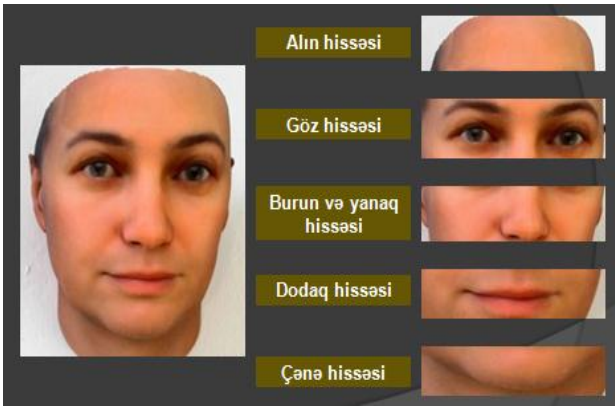 Alın hissəsi
Göz hissəsi
Burun və yanaq
hissəsi
Dodaq hissəsi
Çənə hissəsi